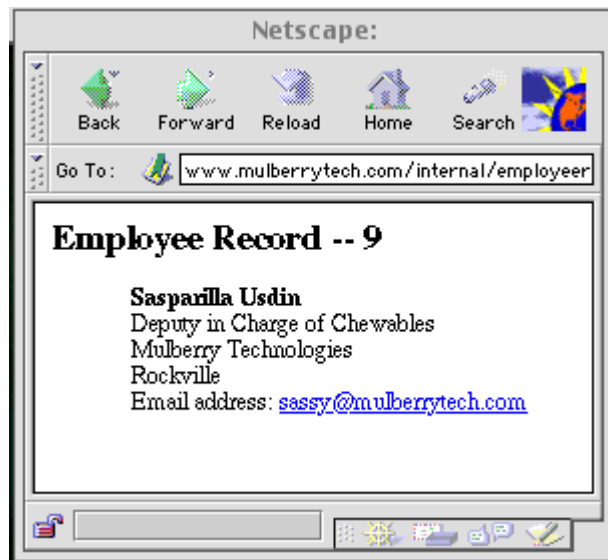 Netscape:
Back Forward Reload Home Search
Go To: www.mulberrytech.com/internal/employeer
Employee Record -- 9
Sasparilla Usdin
Deputy in Charge of Chewables
Mulberry Technologies
Rockville
Email address: sassy@mulberrytech.com